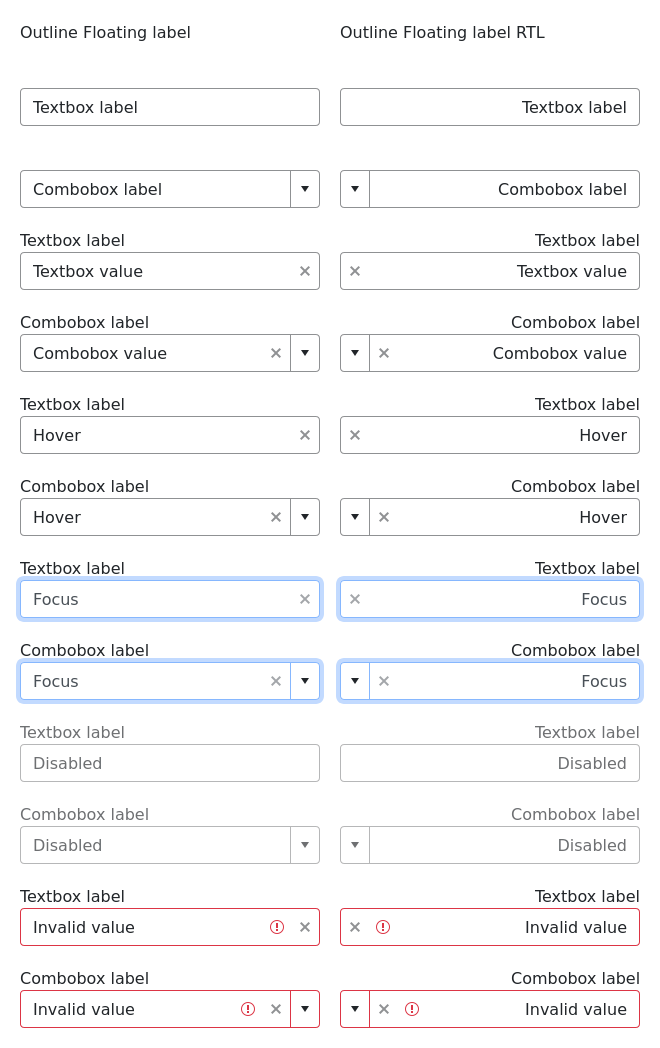 Outline Floating label
Outline Floating label RTL
Textbox label
Textbox label
Combobox label
Combobox label
Textbox label
Textbox label
Textbox value
Textbox value
Combobox label
Combobox label
Combobox value
Combobox value
Textbox label
Textbox label
Hover
Hover
Combobox label
Combobox label
Hover
Hover
Textbox label
Textbox label
Focus
Focus
Combobox label
Combobox label
Focus
Focus
Textbox label
Textbox label
Disabled
Disabled
Combobox label
Combobox label
Disabled
Disabled
Textbox label
Textbox label
Invalid value
Invalid value
Combobox label
Combobox label
Invalid value
Invalid value